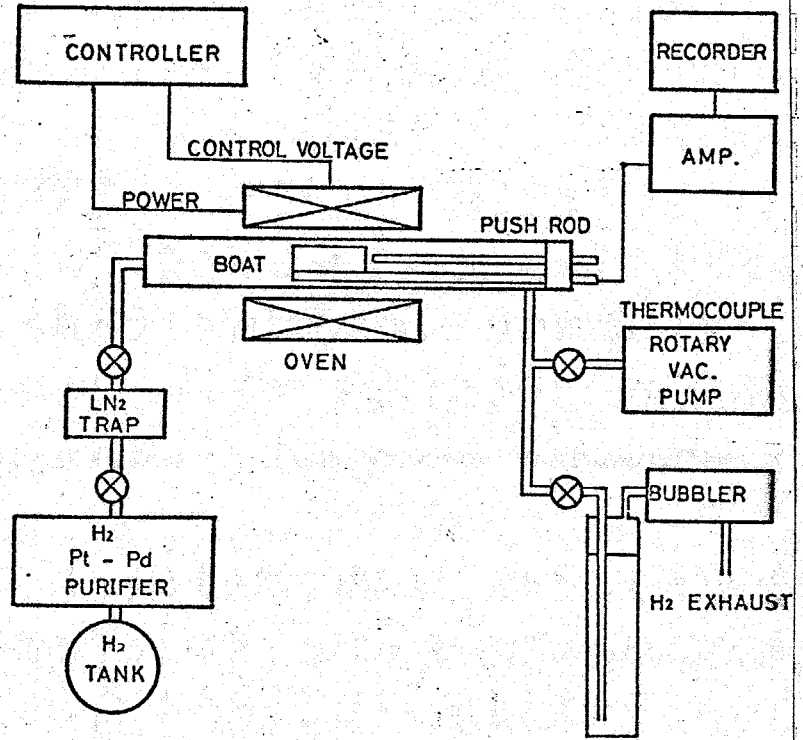 CONTROLLER
RECORDER
AMP.
CONTROL VOLTAGE
POWER
PUSH ROD
BOAT
OVEN
THERMOCOUPLE
ROTARY
VAC.
PUMP
LN₂
TRAP
BUBBLER
H₂
Pt - Pd
PURIFIER
H₂ EXHAUST
H₂
TANK